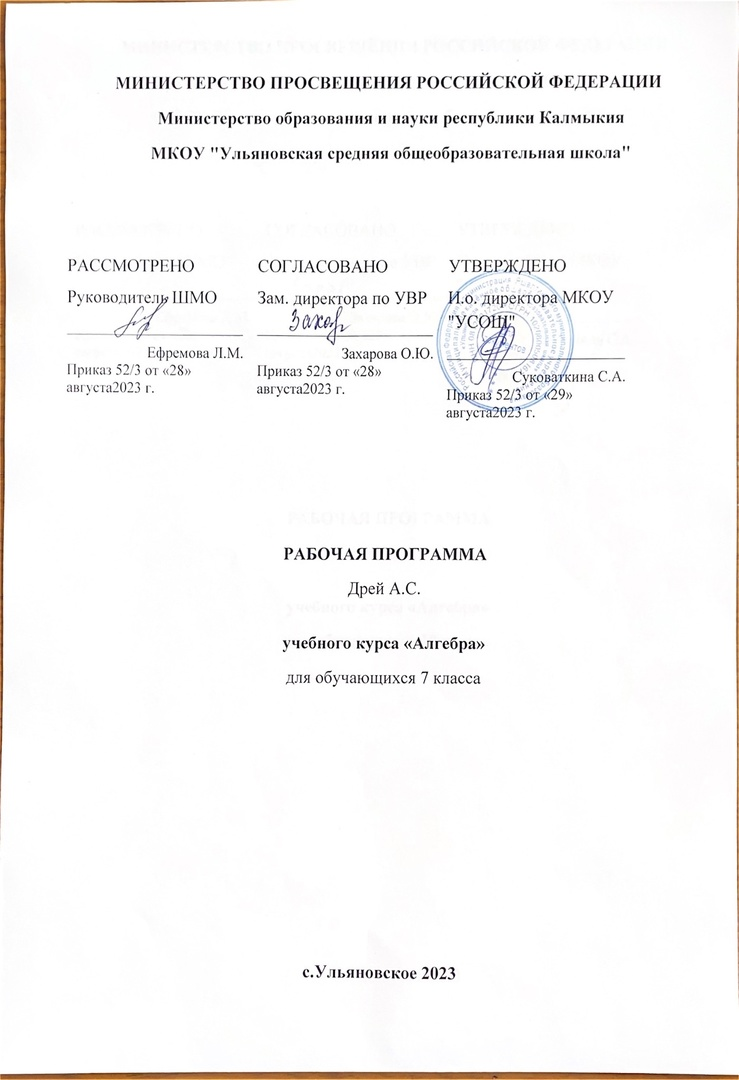 МИНИСТЕРСТВО ПРОСВЕЩЕНИЯ РОССИЙСКОЙ ФЕДЕРАЦИИ
Министерство образования и науки республики Калмыкия
МКОУ "Ульяновская средняя общеобразовательная школа"
РАССМОТРЕНО
Руководитель ШМО
Ефремова Л.М.
Приказ 52/3 от «28»
августа2023 г.
СОГЛАСОВАНО
Зам. директора по УВР
Захар
Захарова О.Ю.
Приказ 52/3 от «28»
августа2023 г.
УТВЕРЖДЕНО
И.о. директора МКОУ
"УСОШ"
Суковаткина С.А.
Приказ 52/3 от «29»
августа2023 г.
РАБОЧАЯ ПРОГРАММА
Дрей А.С.
учебного курса «Алгебра»
для обучающихся 7 класса
с.Ульяновское 2023